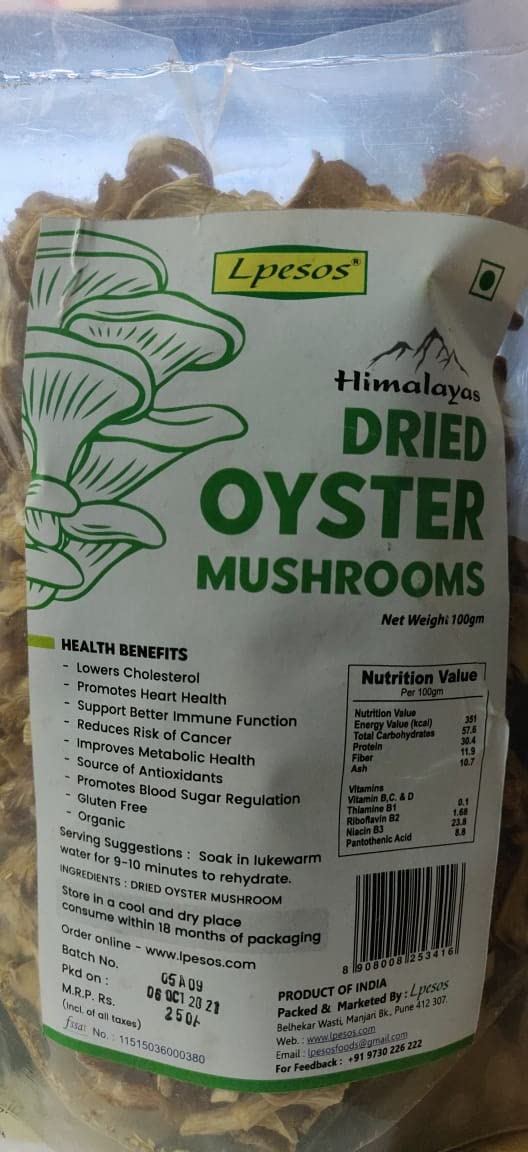 Lpesos®
Himalayas
DRIED
OYSTER
MUSHROOMS
Net Weight 100gm
HEALTH BENEFITS
- Lowers Cholesterol
- Promotes Heart Health
- Support Better Immune Function
- Reduces Risk of Cancer
- Improves Metabolic Health
- Source of Antioxidants
- Promotes Blood Sugar Regulation
- Gluten Free
- Organic
Serving Suggestions : Soak in lukewarm
water for 9-10 minutes to rehydrate.
INGREDIENTS : DRIED OYSTER MUSHROOM
Store in a cool and dry place
consume within 18 months of packaging
Order online - www.lpesos.com
Batch No. 05A09
Pkd on : 06 OCT 2021
M.R.P. Rs. 250/-
(Incl. of all taxes)
fssai No. : 11515036000380
Nutrition Value
Per 100gm
Nutrition Value
Energy Value (kcal) 351
Total Carbohydrates 57.6
Protein 30.4
Fiber 11.9
Ash 10.7
Vitamins
Vitamin B,C. & D
Thiamine B1 0.1
Riboflavin B2 1.68
Niacin B3 23.8
Pantothenic Acid 8.8
8 908008 253416
PRODUCT OF INDIA
Packed & Marketed By : Lpesos
Belhekar Wasti, Manjari Bk., Pune 412 307.
Web. : www.lpesos.com
Email : lpesosfoods@gmail.com
For Feedback : +91 9730 226 222